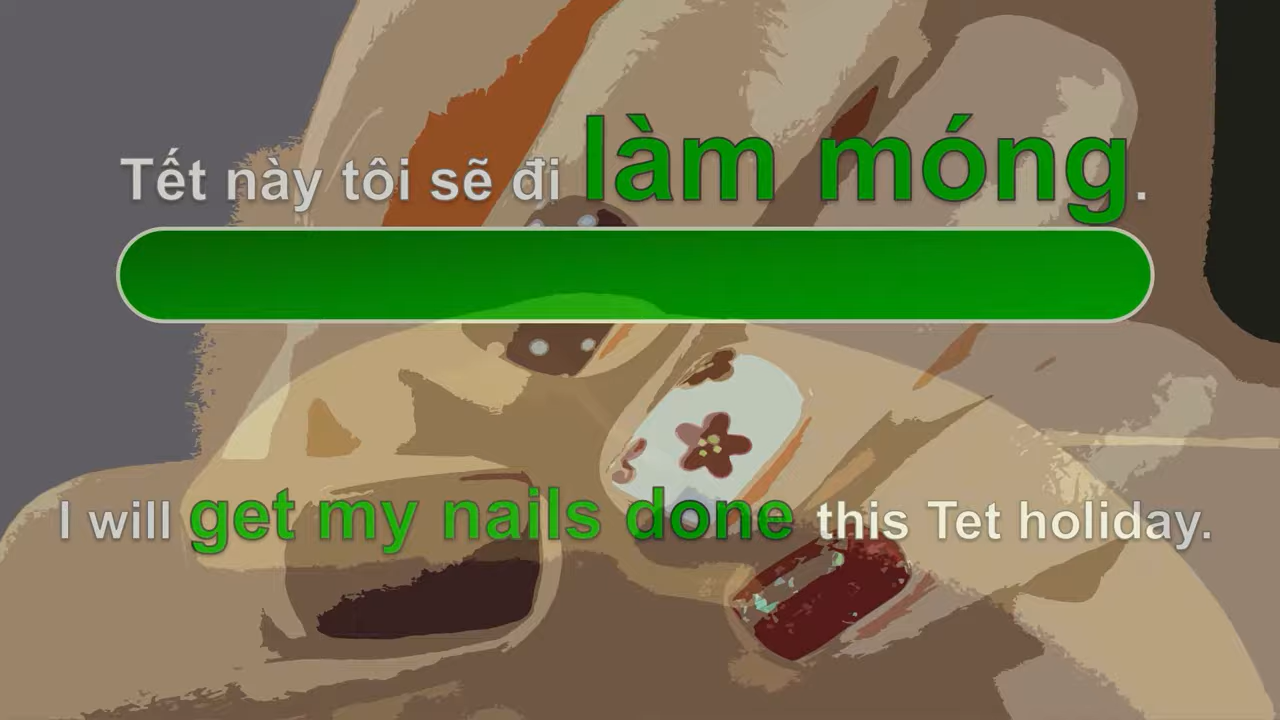 Tết này tôi sẽ đi làm móng.
I will get my nails done this Tet holiday.